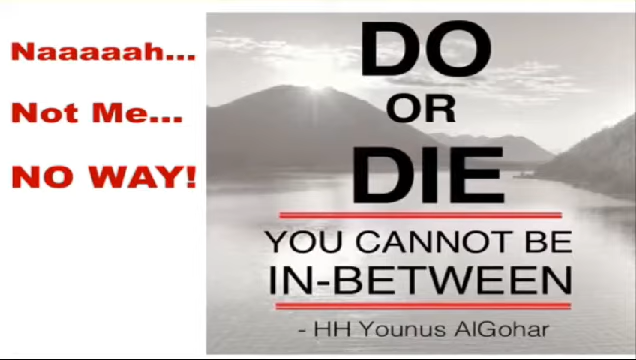 Naaaaah...
Not Me...
NO WAY!
DO
OR
DIE
YOU CANNOT BE
IN-BETWEEN
- HH Younus AlGohar